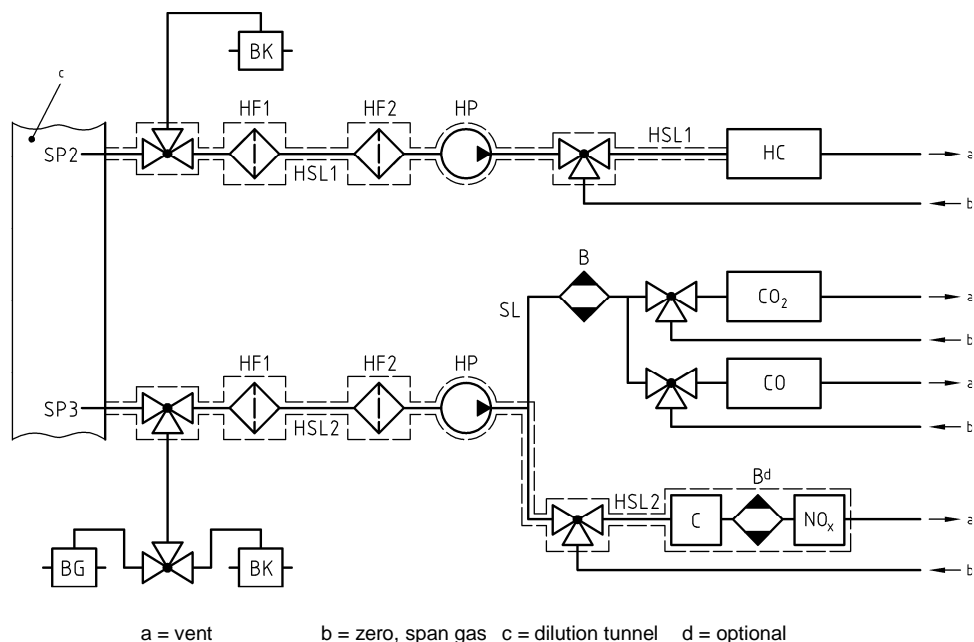 BK
c
HF1
HF2
HP
SP2
HSL1
HSL1
HC
a
b
B
SL
CO₂
a
b
HF1
HF2
HP
CO
a
SP3
HSL2
b
Bᵈ
HSL2
C
NOₓ
a
BG
BK
b
a = vent b = zero, span gas c = dilution tunnel d = optional